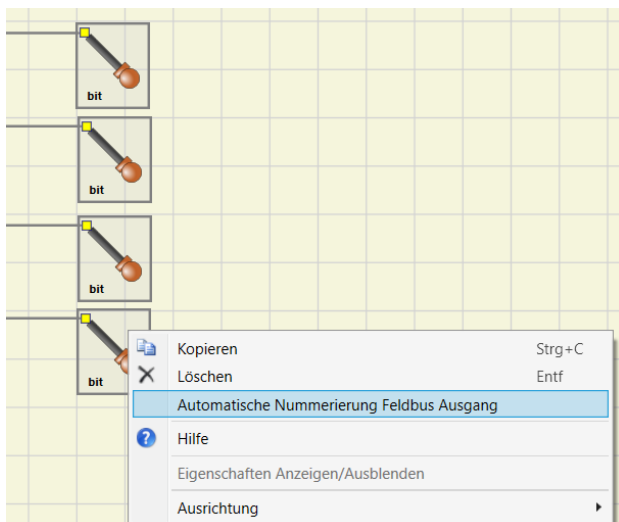 bit
bit
bit
bit
Kopieren Strg+C
Löschen Entf
Automatische Nummerierung Feldbus Ausgang
Hilfe
Eigenschaften Anzeigen/Ausblenden
Ausrichtung